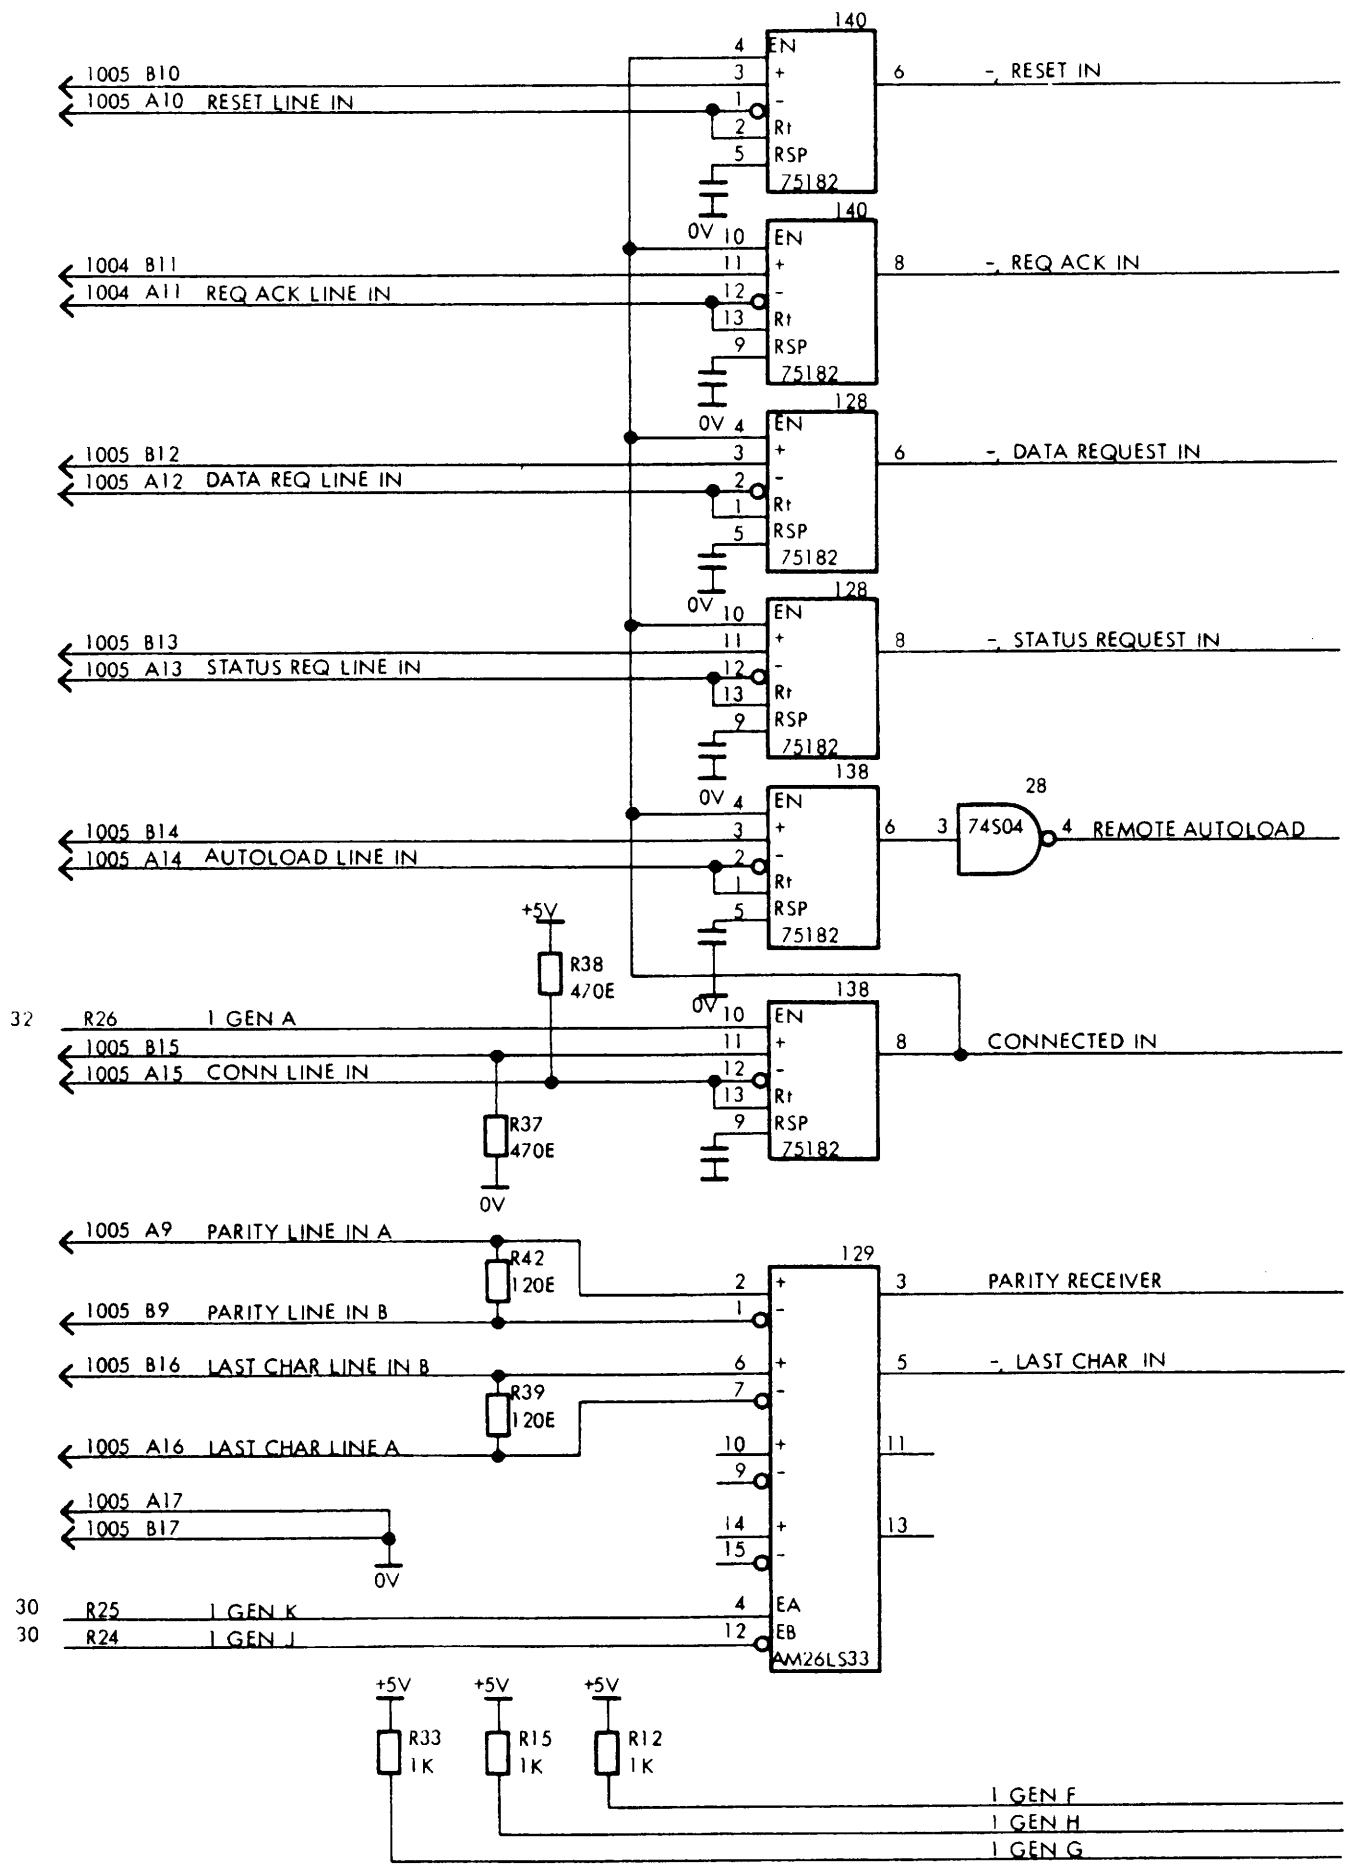 140
4 EN
1005 B10 3 + 6 -, RESET IN
1005 A10 RESET LINE IN 1 -
2 Rt
5 RSP
75182
0V
140
10 EN
1004 B11 11 + 8 -, REQ ACK IN
1004 A11 REQ ACK LINE IN 12 -
13 Rt
9 RSP
75182
0V
128
4 EN
1005 B12 3 + 6 -, DATA REQUEST IN
1005 A12 DATA REQ LINE IN 2 -
1 Rt
5 RSP
75182
0V
128
10 EN
1005 B13 11 + 8 -, STATUS REQUEST IN
1005 A13 STATUS REQ LINE IN 12 -
13 Rt
9 RSP
75182
0V
138
4 EN 28
1005 B14 3 + 6 3 74S04 4 REMOTE AUTOLOAD
1005 A14 AUTOLOAD LINE IN 2 -
1 Rt
5 RSP
75182
+5V
R38
470E
0V
138
32 R26 1 GEN A 10 EN
1005 B15 11 + 8 CONNECTED IN
1005 A15 CONN LINE IN 12 -
13 Rt
9 RSP
75182
R37
470E
0V
1005 A9 PARITY LINE IN A
R42
120E
129
2 + 3 PARITY RECEIVER
1005 B9 PARITY LINE IN B 1 -
1005 B16 LAST CHAR LINE IN B 6 + 5 -, LAST CHAR IN
R39
120E
7 -
1005 A16 LAST CHAR LINE A 10 + 11
9 -
1005 A17
1005 B17 14 + 13
15 -
0V
30 R25 1 GEN K 4 EA
30 R24 1 GEN J 12 EB
AM26LS33
+5V +5V +5V
R33 R15 R12
1K 1K 1K
1 GEN F
1 GEN H
1 GEN G